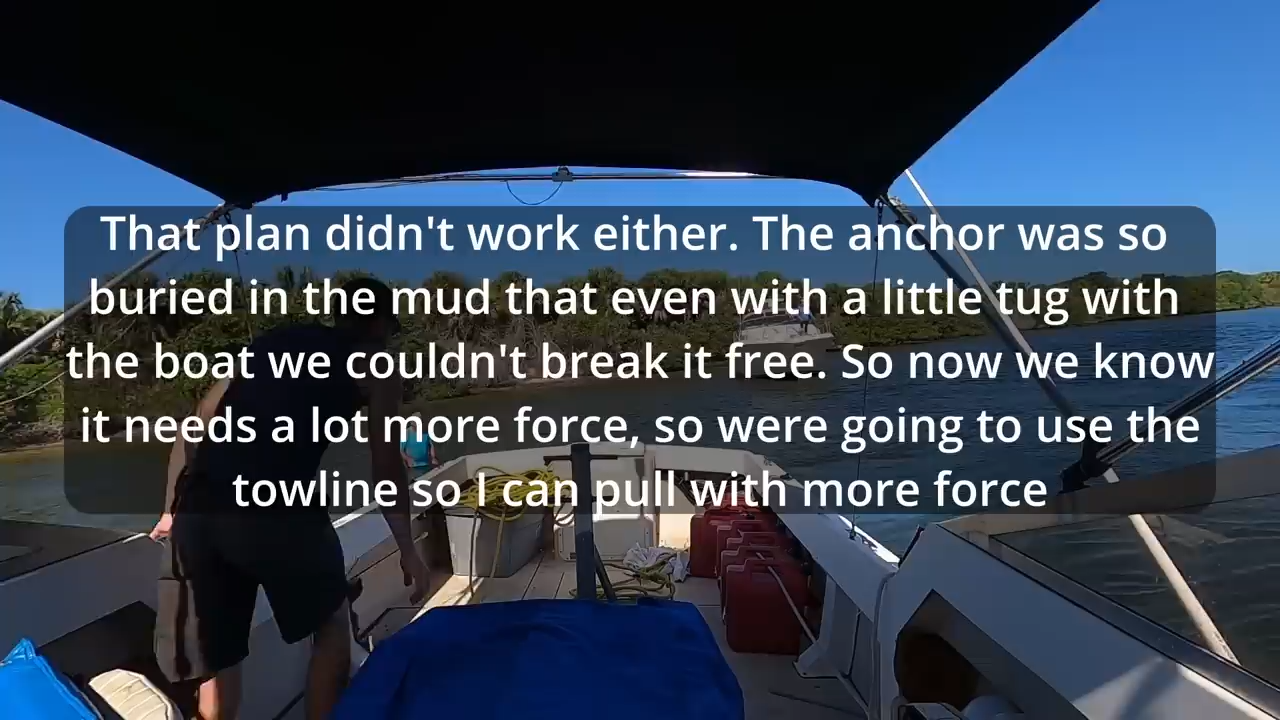 That plan didn't work either. The anchor was so
buried in the mud that even with a little tug with
the boat we couldn't break it free. So now we know
it needs a lot more force, so were going to use the
towline so I can pull with more force